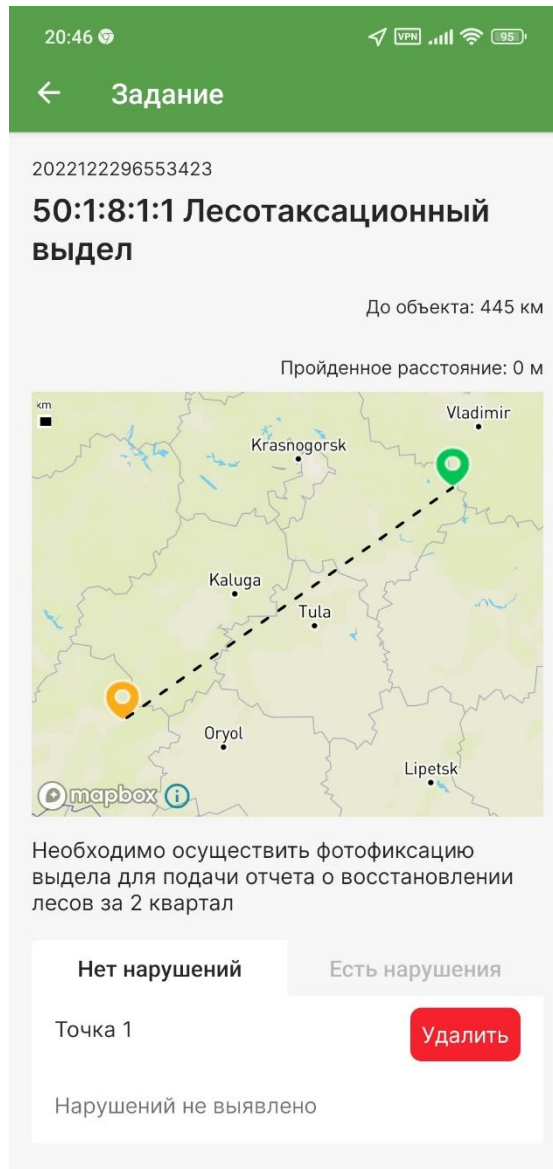 20:46
VPN
95
Задание
2022122296553423
50:1:8:1:1 Лесотаксационный
выдел
До объекта: 445 км
Пройденное расстояние: 0 м
km
Vladimir
Krasnogorsk
Kaluga
Tula
Oryol
Lipetsk
mapbox
Необходимо осуществить фотофиксацию
выдела для подачи отчета о восстановлении
лесов за 2 квартал
Нет нарушений
Есть нарушения
Точка 1
Удалить
Нарушений не выявлено